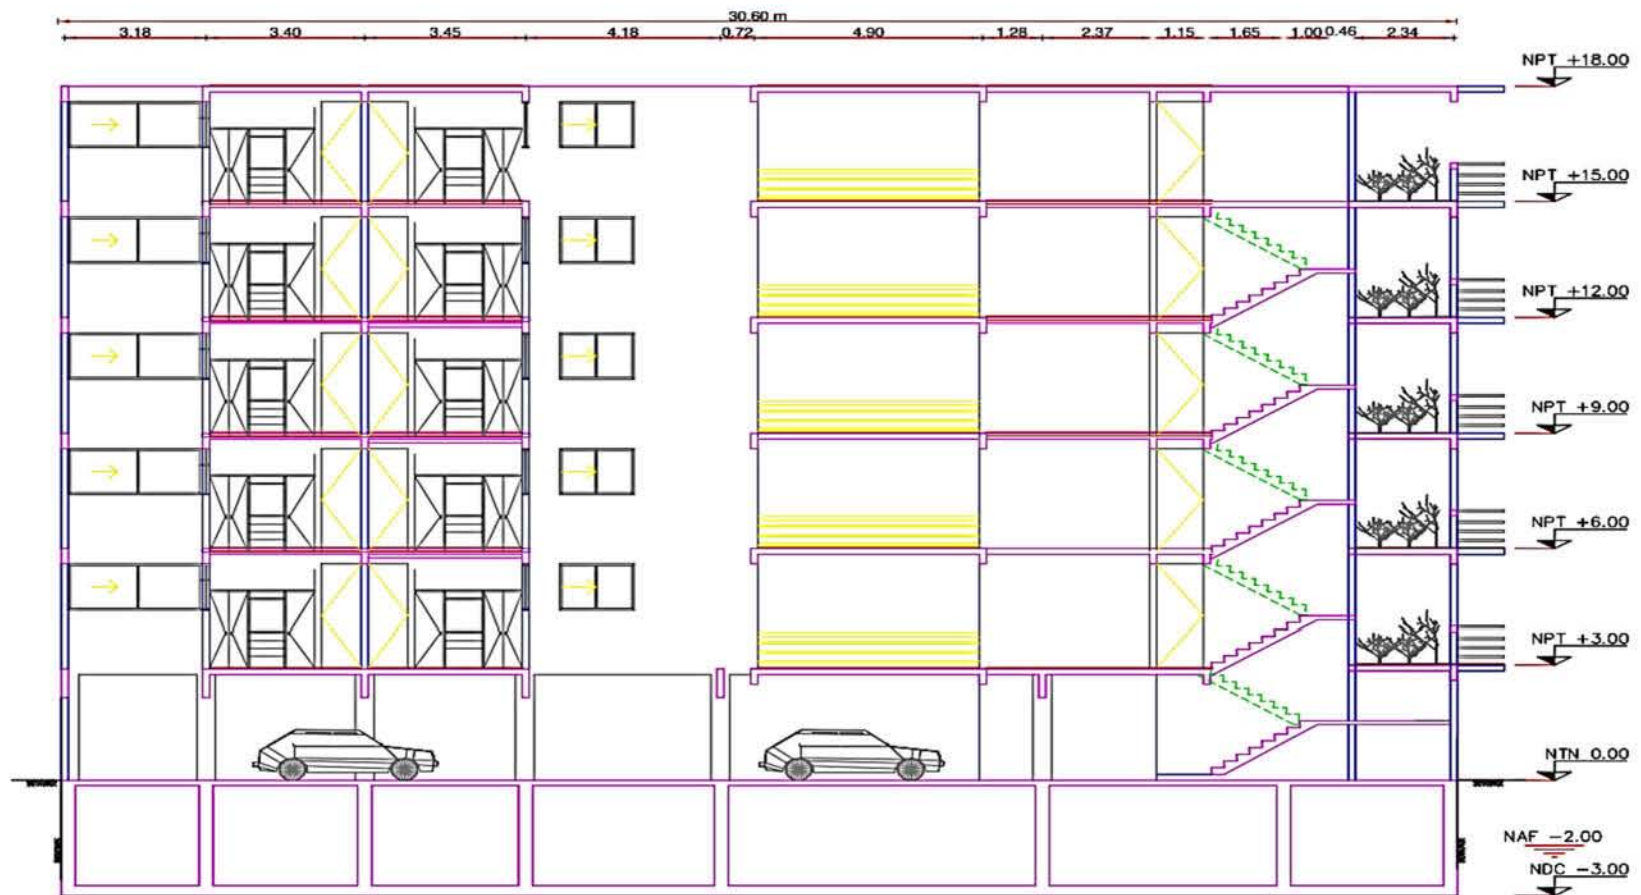 30.60 m
3.18 3.40 3.45 4.18 0.72 4.90 1.28 2.37 1.15 1.65 1.00 0.46 2.34
NPT +18.00
NPT +15.00
NPT +12.00
NPT +9.00
NPT +6.00
NPT +3.00
NTN 0.00
NAF -2.00
NDC -3.00